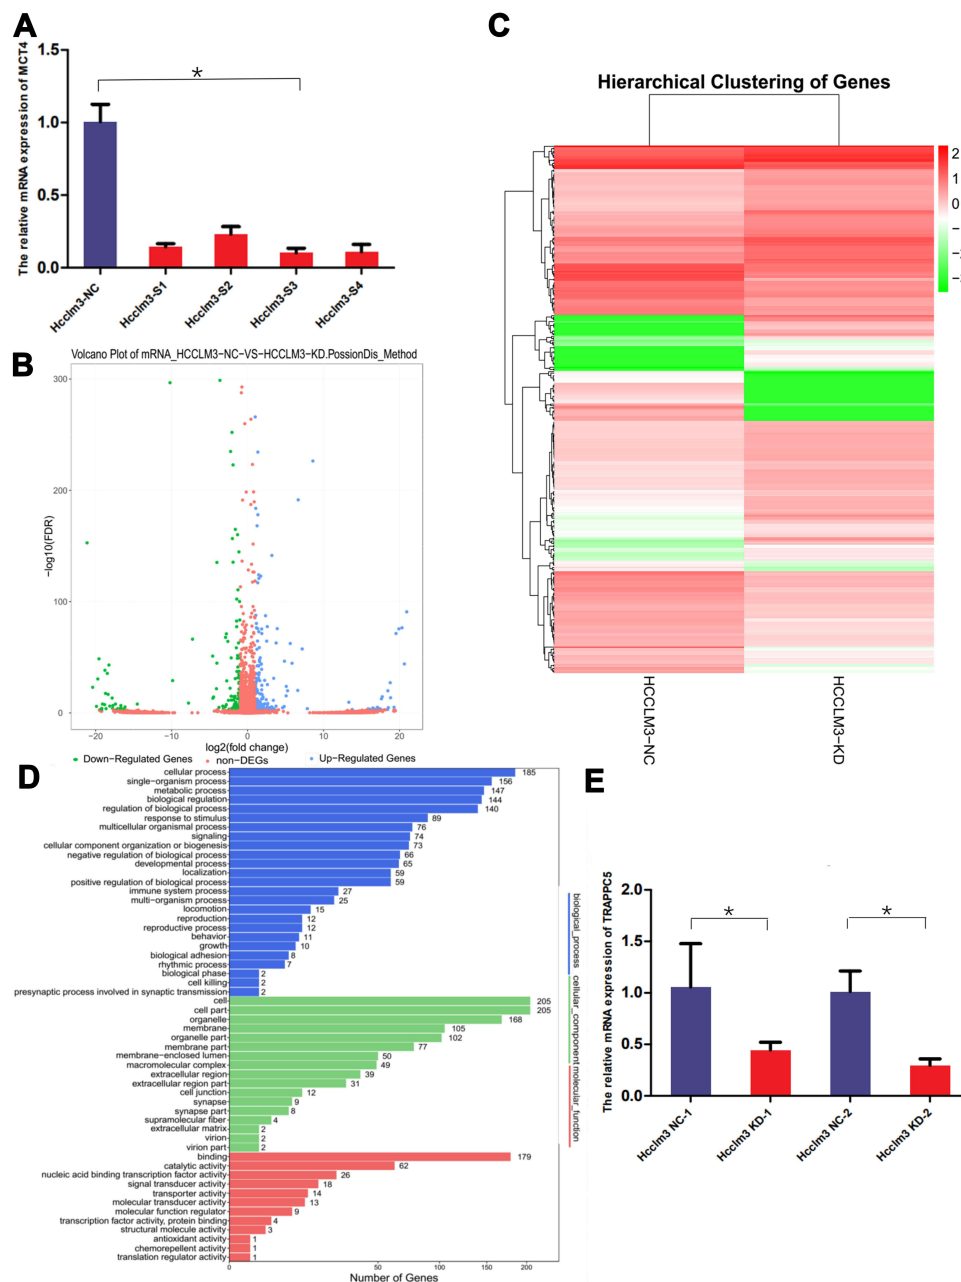 A
The relative mRNA expression of MCT4
1.5
1.0
0.5
0.0
*
Hcclm3-NC
Hcclm3-S1
Hcclm3-S2
Hcclm3-S3
Hcclm3-S4
B
Volcano Plot of mRNA_HCCLM3-NC-VS-HCCLM3-KD.PossionDis_Method
−log10(FDR)
300
200
100
0
−20
−10
0
10
20
log2(fold change)
Down−Regulated Genes
non−DEGs
Up−Regulated Genes
C
Hierarchical Clustering of Genes
2
1
0
HCCLM3−NC
HCCLM3−KD
D
cellular process 185
single-organism process 156
metabolic process 147
biological regulation 144
regulation of biological process 140
response to stimulus 89
multicellular organismal process 76
signaling 74
cellular component organization or biogenesis 73
negative regulation of biological process 66
developmental process 65
localization 59
positive regulation of biological process 59
immune system process 27
multi-organism process 25
locomotion 15
reproduction 12
reproductive process 12
behavior 11
growth 10
biological adhesion 8
rhythmic process 7
biological phase 2
cell killing 2
presynaptic process involved in synaptic transmission 2
cell 205
cell part 205
organelle 168
membrane 105
organelle part 102
membrane part 77
membrane-enclosed lumen 50
macromolecular complex 49
extracellular region 39
extracellular region part 31
cell junction 12
synapse 9
synapse part 8
supramolecular fiber 4
extracellular matrix 2
virion 2
virion part 2
binding 179
catalytic activity 62
nucleic acid binding transcription factor activity 26
signal transducer activity 18
transporter activity 14
molecular transducer activity 13
molecular function regulator 9
transcription factor activity, protein binding 4
structural molecule activity 3
antioxidant activity 1
chemorepellent activity 1
translation regulator activity 1
0
50
100
150
200
Number of Genes
biological_process
cellular_component
molecular_function
E
The relative mRNA expression of TRAPPC5
2.0
1.5
1.0
0.5
0.0
*
*
Hcclm3 NC-1
Hcclm3 KD-1
Hcclm3 NC-2
Hcclm3 KD-2